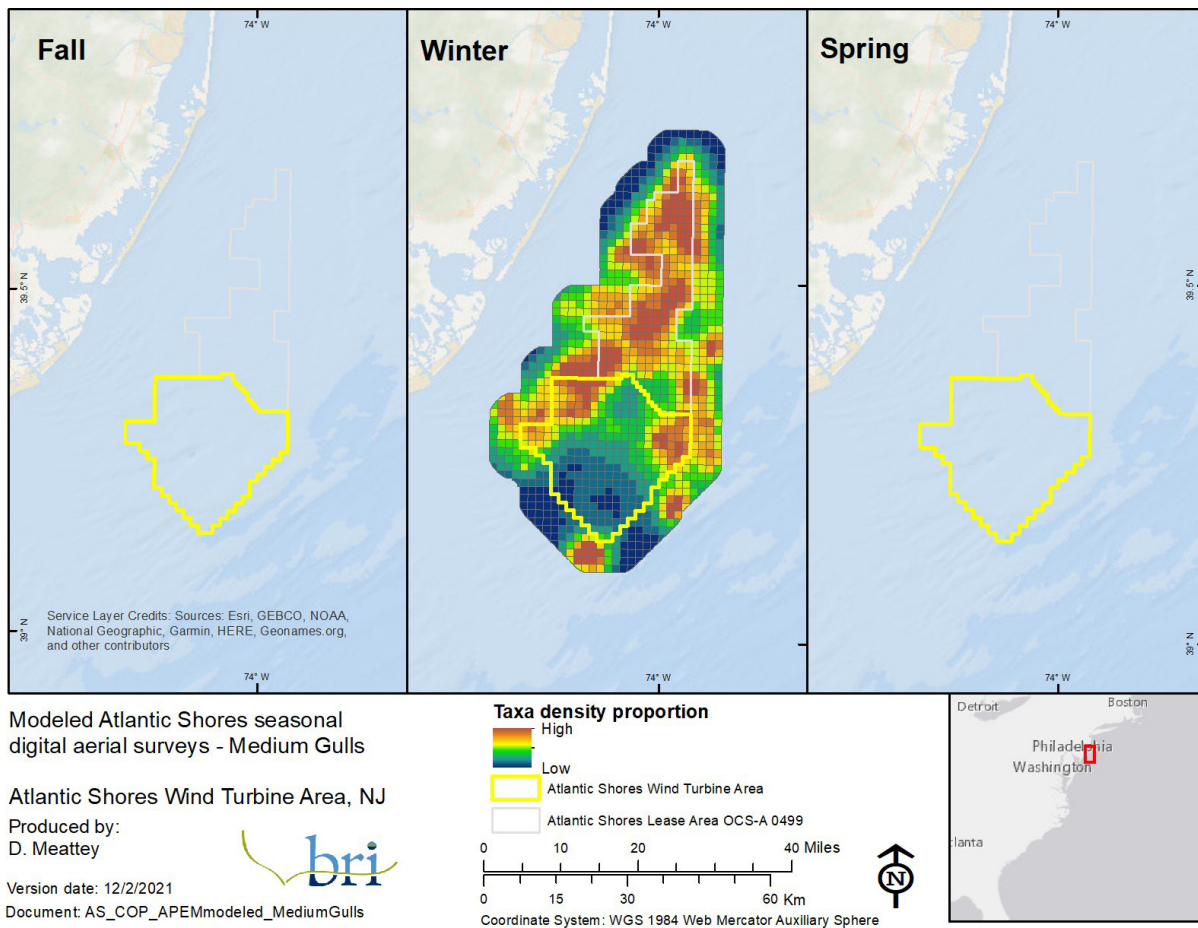 74° W
74° W
74° W
Fall
Winter
Spring
39.5° N
39.5° N
39.5° N
39° N
39° N
39° N
Service Layer Credits: Sources: Esri, GEBCO, NOAA,
National Geographic, Garmin, HERE, Geonames.org,
and other contributors
74° W
74° W
74° W
Modeled Atlantic Shores seasonal
digital aerial surveys - Medium Gulls
Atlantic Shores Wind Turbine Area, NJ
Produced by:
D. Meattey
bri
Version date: 12/2/2021
Document: AS_COP_APEMmodeled_MediumGulls
Taxa density proportion
High
Low
Atlantic Shores Wind Turbine Area
Atlantic Shores Lease Area OCS-A 0499
0 10 20 40 Miles
0 15 30 60 Km
Coordinate System: WGS 1984 Web Mercator Auxiliary Sphere
N
Detroit
Boston
Philadelphia
Washington
lanta